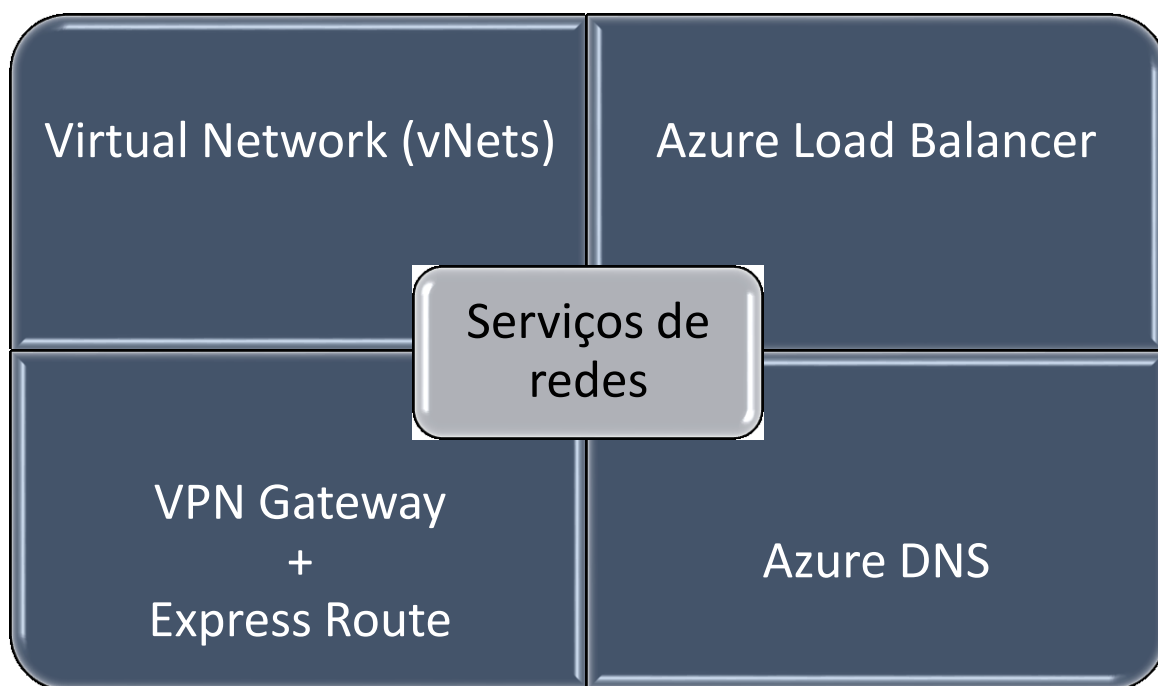 Virtual Network (vNets)
Azure Load Balancer
Serviços de
redes
VPN Gateway
+
Express Route
Azure DNS